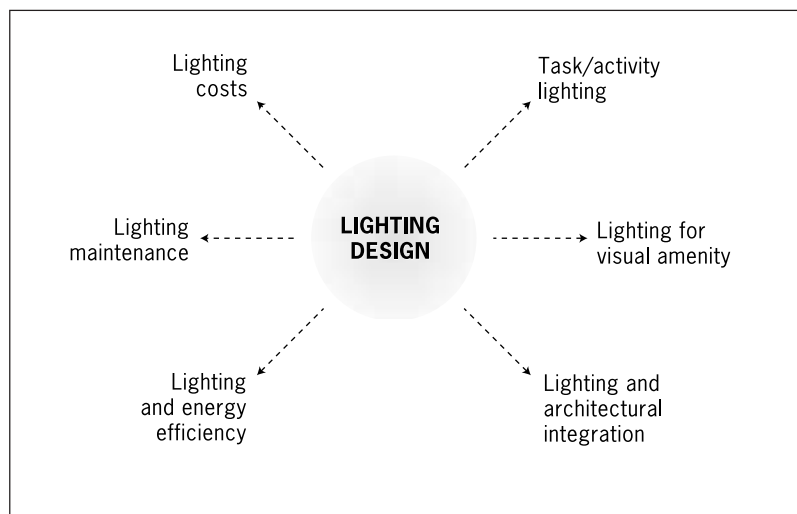 Lighting
costs
Task/activity
lighting
Lighting
maintenance
LIGHTING
DESIGN
Lighting for
visual amenity
Lighting
and energy
efficiency
Lighting and
architectural
integration